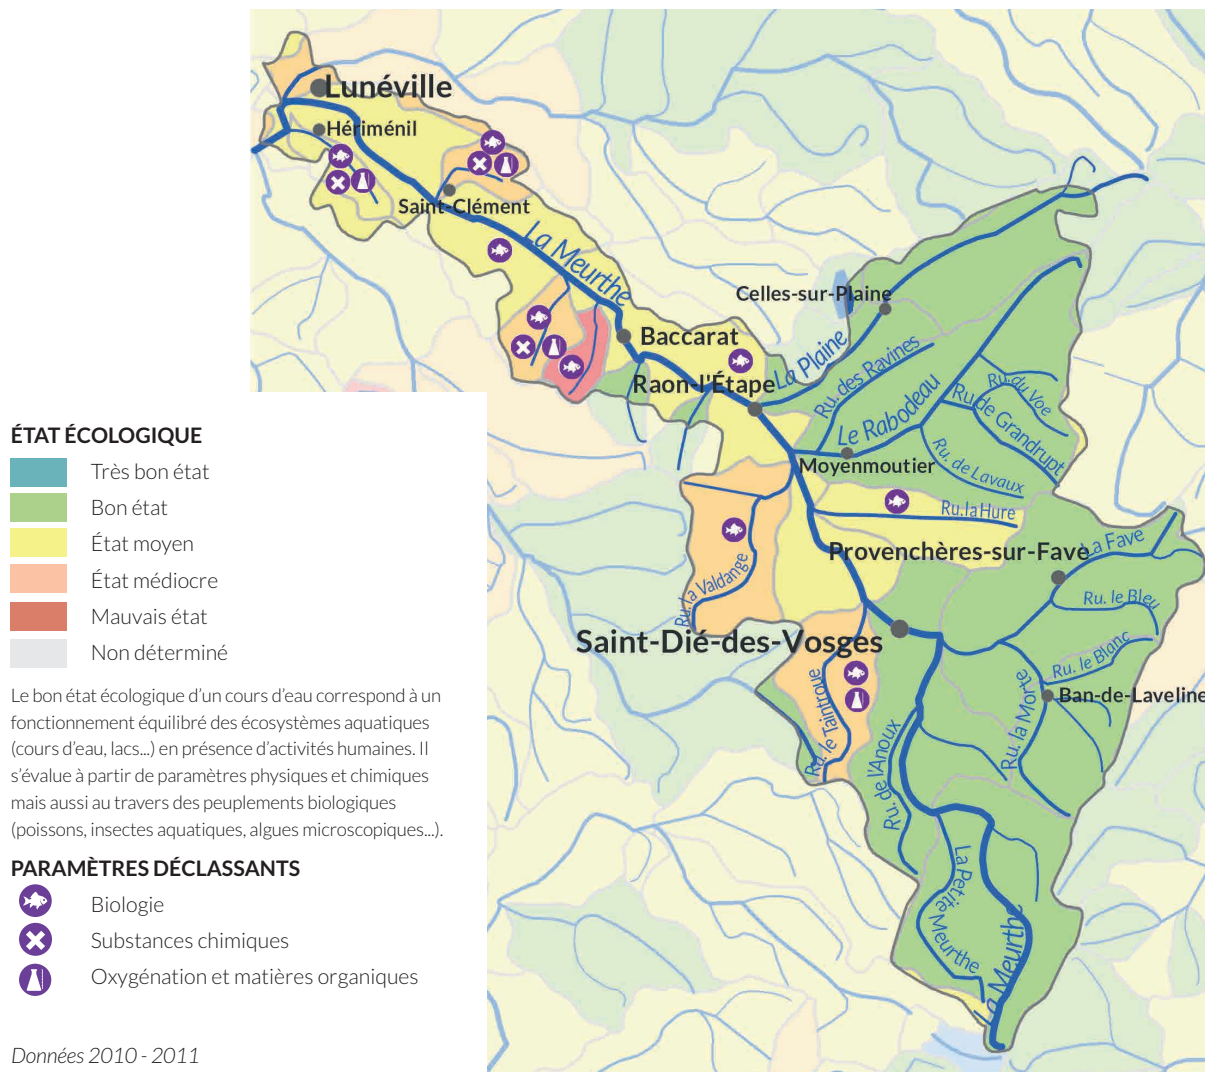 Lunéville
Hériménil
Saint-Clément
La Meurthe
Celles-sur-Plaine
Baccarat
La Plaine
Raon-l'Étape
Ru. des Ravines
Le Rabodeau
Ru. du Voe
Ru. de Grandrupt
Ru. de Lavaux
Moyenmoutier
Ru. la Hure
Provenchères-sur-Fave
La Fave
Ru. la Valdange
Ru. le Bleu
Saint-Dié-des-Vosges
Ru. le Blanc
Ban-de-Laveline
Ru. le Taintroue
Ru. de l'Anoux
Ru. la Morte
La Petite Meurthe
La Meurthe
ÉTAT ÉCOLOGIQUE
Très bon état
Bon état
État moyen
État médiocre
Mauvais état
Non déterminé
Le bon état écologique d'un cours d'eau correspond à un
fonctionnement équilibré des écosystèmes aquatiques
(cours d'eau, lacs...) en présence d'activités humaines. Il
s'évalue à partir de paramètres physiques et chimiques
mais aussi au travers des peuplements biologiques
(poissons, insectes aquatiques, algues microscopiques...).
PARAMÈTRES DÉCLASSANTS
Biologie
Substances chimiques
Oxygénation et matières organiques
Données 2010 - 2011